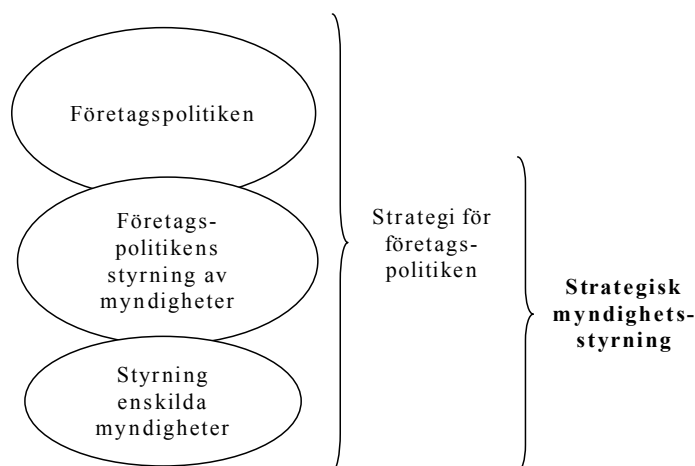 Företagspolitiken
Företags-
politikens
styrning av
myndigheter
Styrning
enskilda
myndigheter
Strategi för
företags-
politiken
Strategisk
myndighets-
styrning